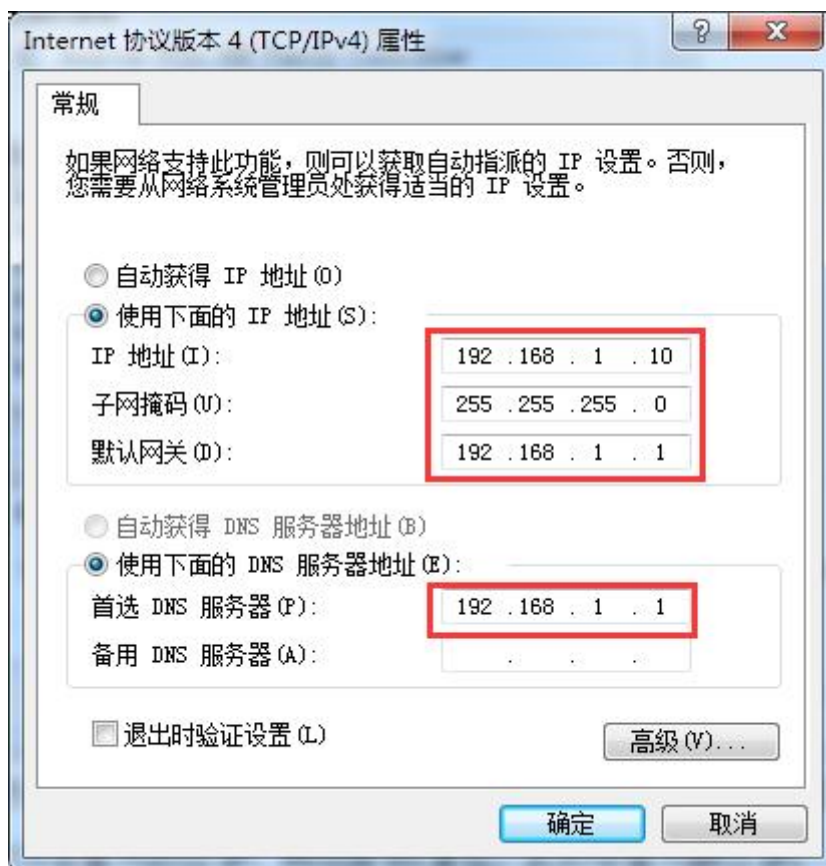 Internet 协议版本 4 (TCP/IPv4) 属性
常规
如果网络支持此功能，则可以获取自动指派的 IP 设置。否则，
您需要从网络系统管理员处获得适当的 IP 设置。
自动获得 IP 地址(O)
使用下面的 IP 地址(S):
IP 地址(I): 192 .168 . 1 . 10
子网掩码(U): 255 .255 .255 . 0
默认网关(D): 192 .168 . 1 . 1
自动获得 DNS 服务器地址(B)
使用下面的 DNS 服务器地址(E):
首选 DNS 服务器(P): 192 .168 . 1 . 1
备用 DNS 服务器(A): . . .
退出时验证设置(L)
高级(V)...
确定 取消